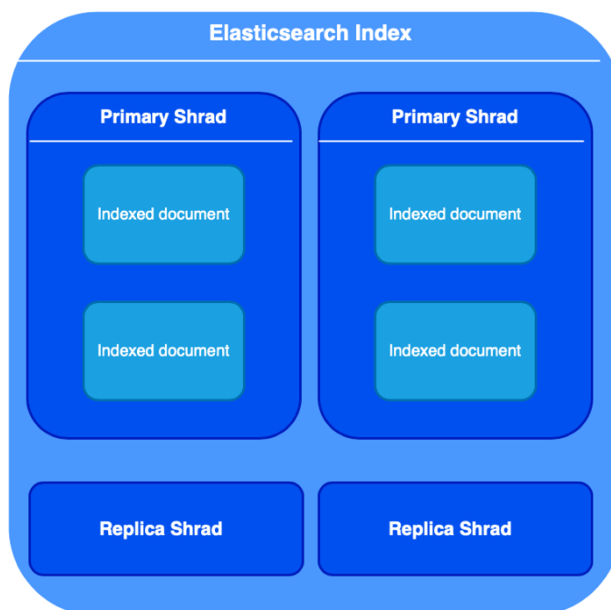 Elasticsearch Index
Primary Shrad
Primary Shrad
Indexed document
Indexed document
Indexed document
Indexed document
Replica Shrad
Replica Shrad